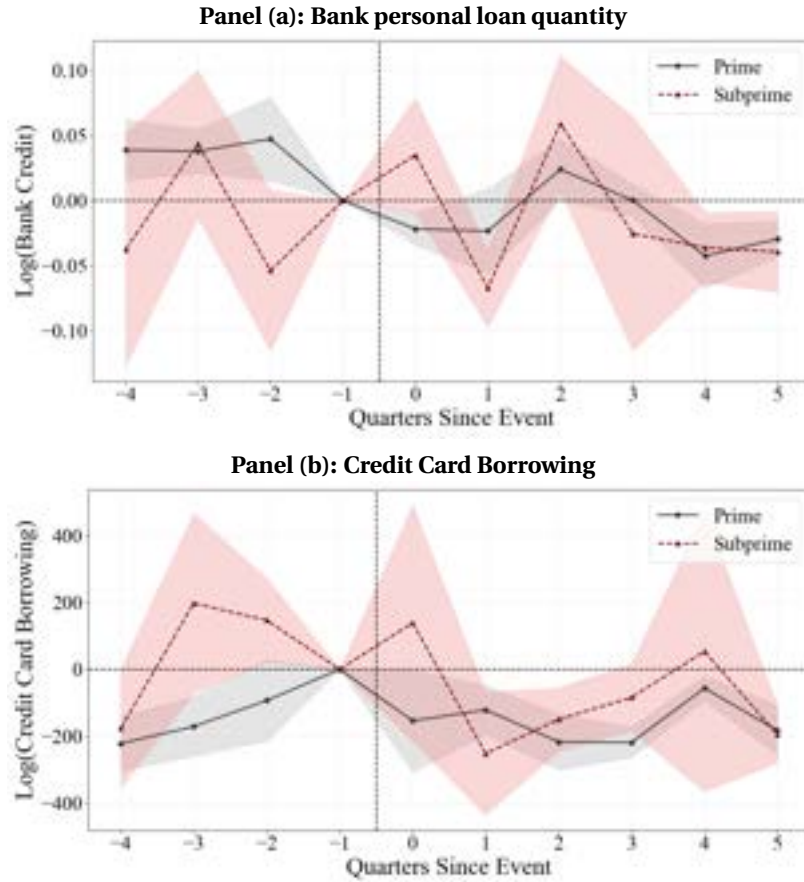 Panel (a): Bank personal loan quantity
Prime
Subprime
Log(Bank Credit)
0.10
0.05
0.00
−0.05
−0.10
−4 −3 −2 −1 0 1 2 3 4 5
Quarters Since Event
Panel (b): Credit Card Borrowing
Prime
Subprime
Log(Credit Card Borrowing)
400
200
0
−200
−400
−4 −3 −2 −1 0 1 2 3 4 5
Quarters Since Event